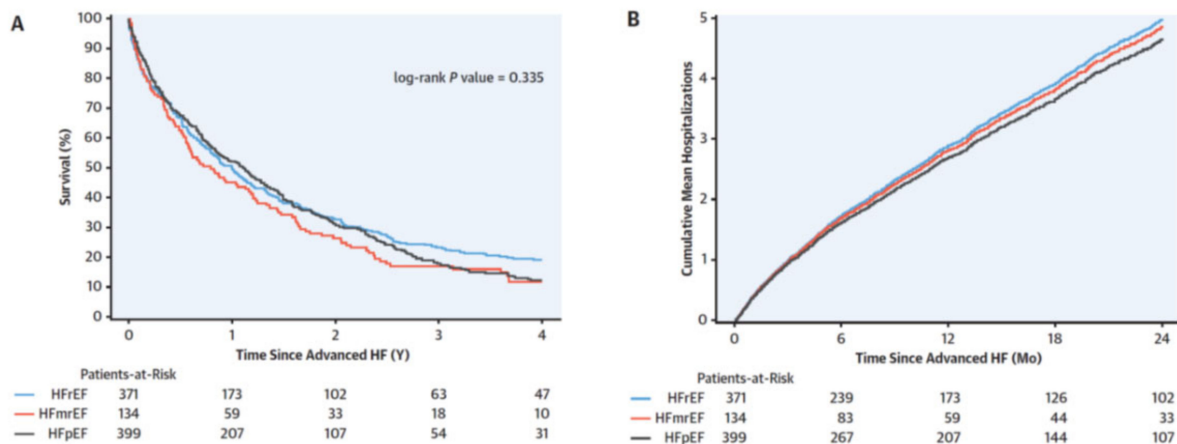 A
100
90
80
70
60
50
40
30
20
10
0
Survival (%)
log-rank P value = 0.335
0 1 2 3 4
Time Since Advanced HF (Y)
Patients-at-Risk
HFrEF 371 173 102 63 47
HFmrEF 134 59 33 18 10
HFpEF 399 207 107 54 31
B
5
4
3
2
1
0
Cumulative Mean Hospitalizations
0 6 12 18 24
Time Since Advanced HF (Mo)
Patients-at-Risk
HFrEF 371 239 173 126 102
HFmrEF 134 83 59 44 33
HFpEF 399 267 207 144 107